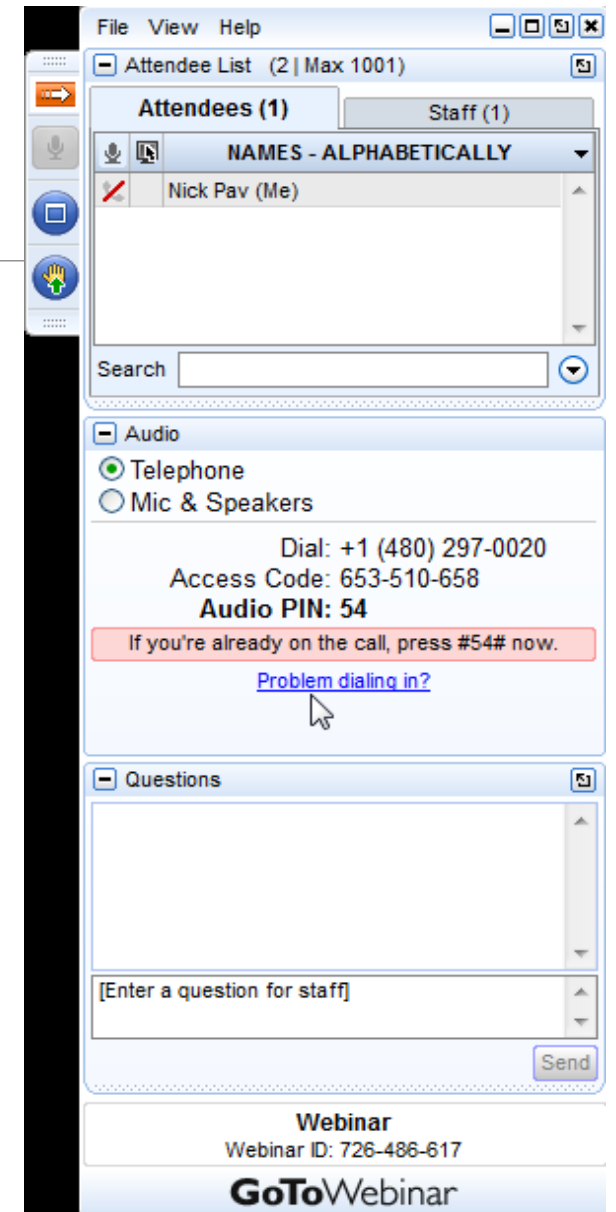 File View Help
Attendee List (2 | Max 1001)
Attendees (1) Staff (1)
NAMES - ALPHABETICALLY
Nick Pav (Me)
Search
Audio
Telephone
Mic & Speakers
Dial: +1 (480) 297-0020
Access Code: 653-510-658
Audio PIN: 54
If you're already on the call, press #54# now.
Problem dialing in?
Questions
[Enter a question for staff]
Send
Webinar
Webinar ID: 726-486-617
GoToWebinar